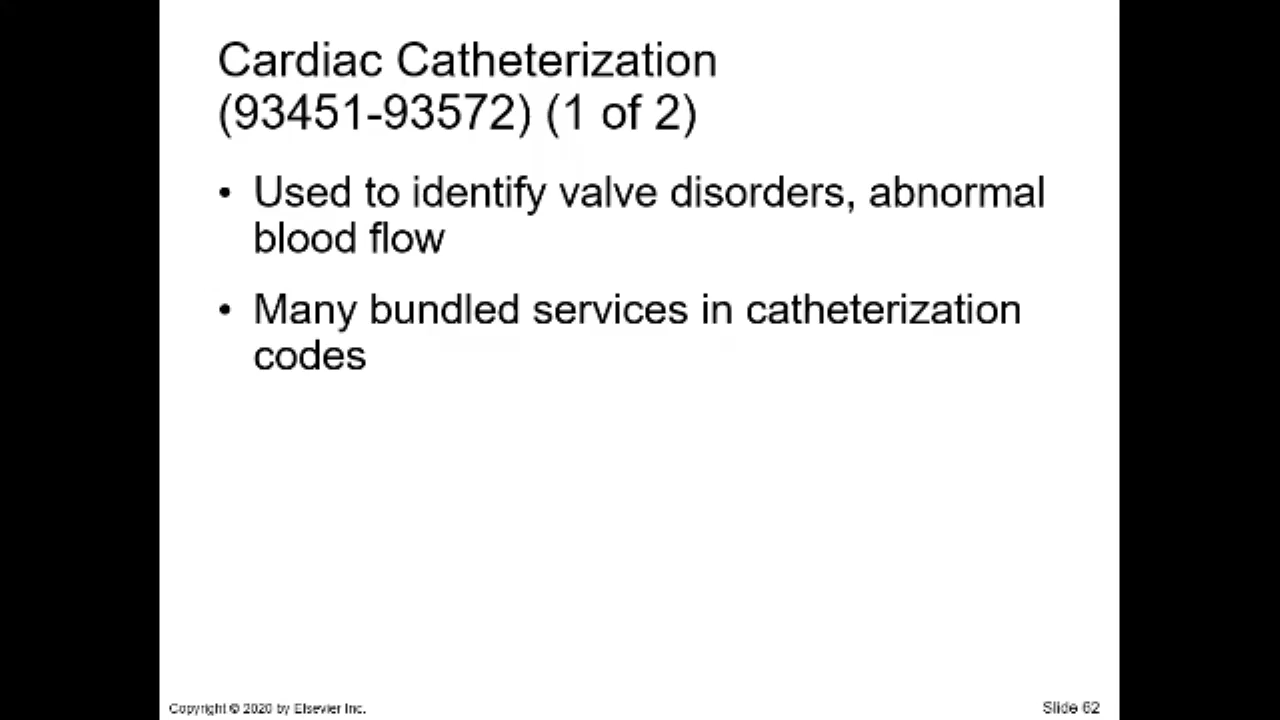 Cardiac Catheterization
(93451-93572) (1 of 2)
• Used to identify valve disorders, abnormal
blood flow
• Many bundled services in catheterization
codes
Copyright © 2020 by Elsevier Inc.
Slide 62